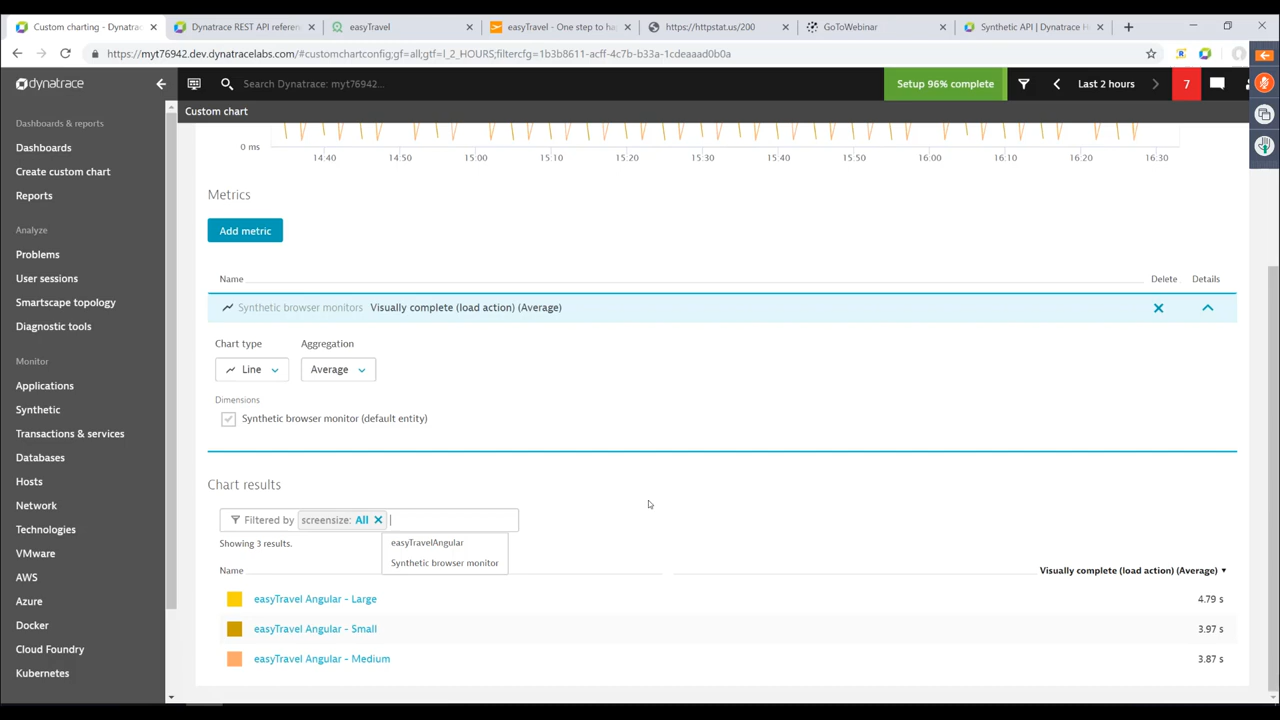 Custom charting - Dynatra
Dynatrace REST API referen
easyTravel
easyTravel - One step to ha
https://httpstat.us/200
GoToWebinar
Synthetic API | Dynatrace H
https://myt76942.dev.dynatracelabs.com/#customchartconfig;gf=all;gtf=l_2_HOURS;filtercfg=1b3b8611-acff-4c7b-b33a-1cdeaaad0b0a
dynatrace
Search Dynatrace: myt76942...
Setup 96% complete
Last 2 hours
7
Custom chart
Dashboards & reports
Dashboards
Create custom chart
Reports
Analyze
Problems
User sessions
Smartscape topology
Diagnostic tools
Monitor
Applications
Synthetic
Transactions & services
Databases
Hosts
Network
Technologies
VMware
AWS
Azure
Docker
Cloud Foundry
Kubernetes
0 ms
14:40 14:50 15:00 15:10 15:20 15:30 15:40 15:50 16:00 16:10 16:20 16:30
Metrics
Add metric
Name Delete Details
Synthetic browser monitors Visually complete (load action) (Average)
Chart type Aggregation
Line Average
Dimensions
Synthetic browser monitor (default entity)
Chart results
Filtered by screensize: All
Showing 3 results.
easyTravelAngular
Synthetic browser monitor
Name Visually complete (load action) (Average)
easyTravel Angular - Large 4.79 s
easyTravel Angular - Small 3.97 s
easyTravel Angular - Medium 3.87 s